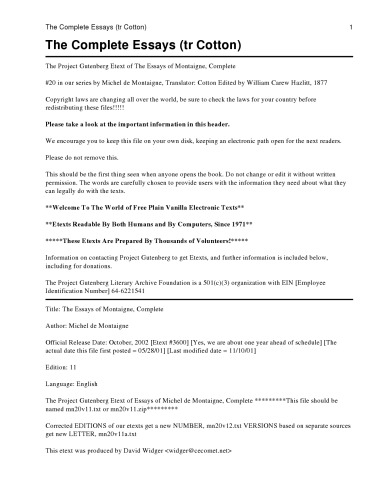 The Complete Essays (tr Cotton) 1
The Complete Essays (tr Cotton)
The Project Gutenberg Etext of The Essays of Montaigne, Complete
#20 in our series by Michel de Montaigne, Translator: Cotton Edited by William Carew Hazlitt, 1877
Copyright laws are changing all over the world, be sure to check the laws for your country before
redistributing these files!!!!!
Please take a look at the important information in this header.
We encourage you to keep this file on your own disk, keeping an electronic path open for the next readers.
Please do not remove this.
This should be the first thing seen when anyone opens the book. Do not change or edit it without written
permission. The words are carefully chosen to provide users with the information they need about what they
can legally do with the texts.
**Welcome To The World of Free Plain Vanilla Electronic Texts**
**Etexts Readable By Both Humans and By Computers, Since 1971**
*****These Etexts Are Prepared By Thousands of Volunteers!*****
Information on contacting Project Gutenberg to get Etexts, and further information is included below,
including for donations.
The Project Gutenberg Literary Archive Foundation is a 501(c)(3) organization with EIN [Employee
Identification Number] 64-6221541
Title: The Essays of Montaigne, Complete
Author: Michel de Montaigne
Official Release Date: October, 2002 [Etext #3600] [Yes, we are about one year ahead of schedule] [The
actual date this file first posted = 05/28/01] [Last modified date = 11/10/01]
Edition: 11
Language: English
The Project Gutenberg Etext of Essays of Michel de Montaigne, Complete *********This file should be
named mn20v11.txt or mn20v11.zip*********
Corrected EDITIONS of our etexts get a new NUMBER, mn20v12.txt VERSIONS based on separate sources
get new LETTER, mn20v11a.txt
This etext was produced by David Widger <widger@cecomet.net>